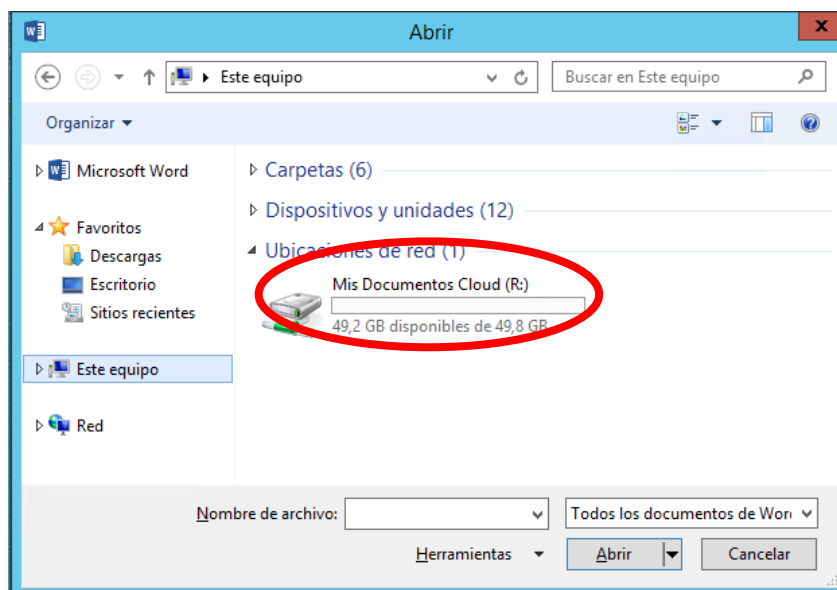 Abrir
Este equipo
Buscar en Este equipo
Organizar
Microsoft Word
Favoritos
Descargas
Escritorio
Sitios recientes
Este equipo
Red
Carpetas (6)
Dispositivos y unidades (12)
Ubicaciones de red (1)
Mis Documentos Cloud (R:)
49,2 GB disponibles de 49,8 GB
Nombre de archivo:
Todos los documentos de Wor
Herramientas
Abrir
Cancelar